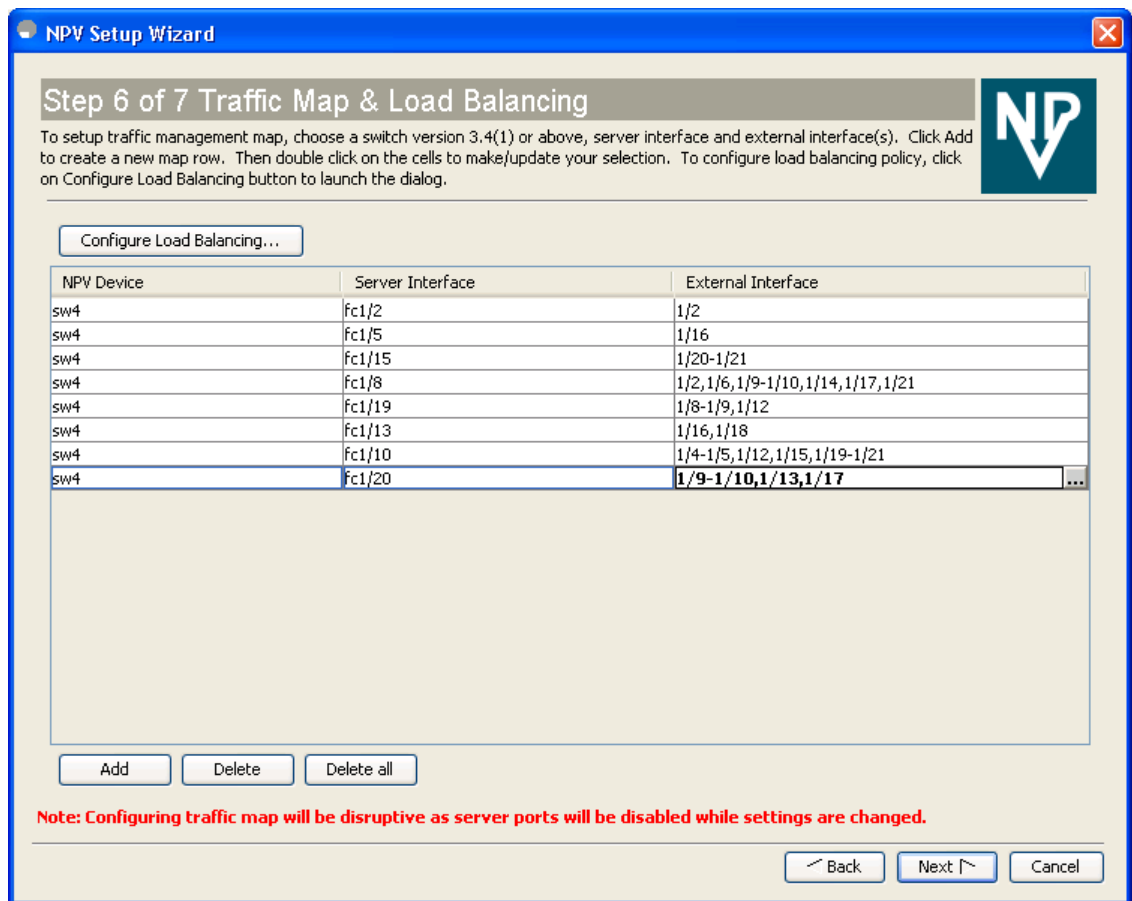 NPV Setup Wizard
Step 6 of 7 Traffic Map & Load Balancing
To setup traffic management map, choose a switch version 3.4(1) or above, server interface and external interface(s). Click Add
to create a new map row. Then double click on the cells to make/update your selection. To configure load balancing policy, click
on Configure Load Balancing button to launch the dialog.
NPV
Configure Load Balancing...
NPV Device Server Interface External Interface
sw4 fc1/2 1/2
sw4 fc1/5 1/16
sw4 fc1/15 1/20-1/21
sw4 fc1/8 1/2,1/6,1/9-1/10,1/14,1/17,1/21
sw4 fc1/19 1/8-1/9,1/12
sw4 fc1/13 1/16,1/18
sw4 fc1/10 1/4-1/5,1/12,1/15,1/19-1/21
sw4 fc1/20 1/9-1/10,1/13,1/17 ...
Add Delete Delete all
Note: Configuring traffic map will be disruptive as server ports will be disabled while settings are changed.
Back Next Cancel